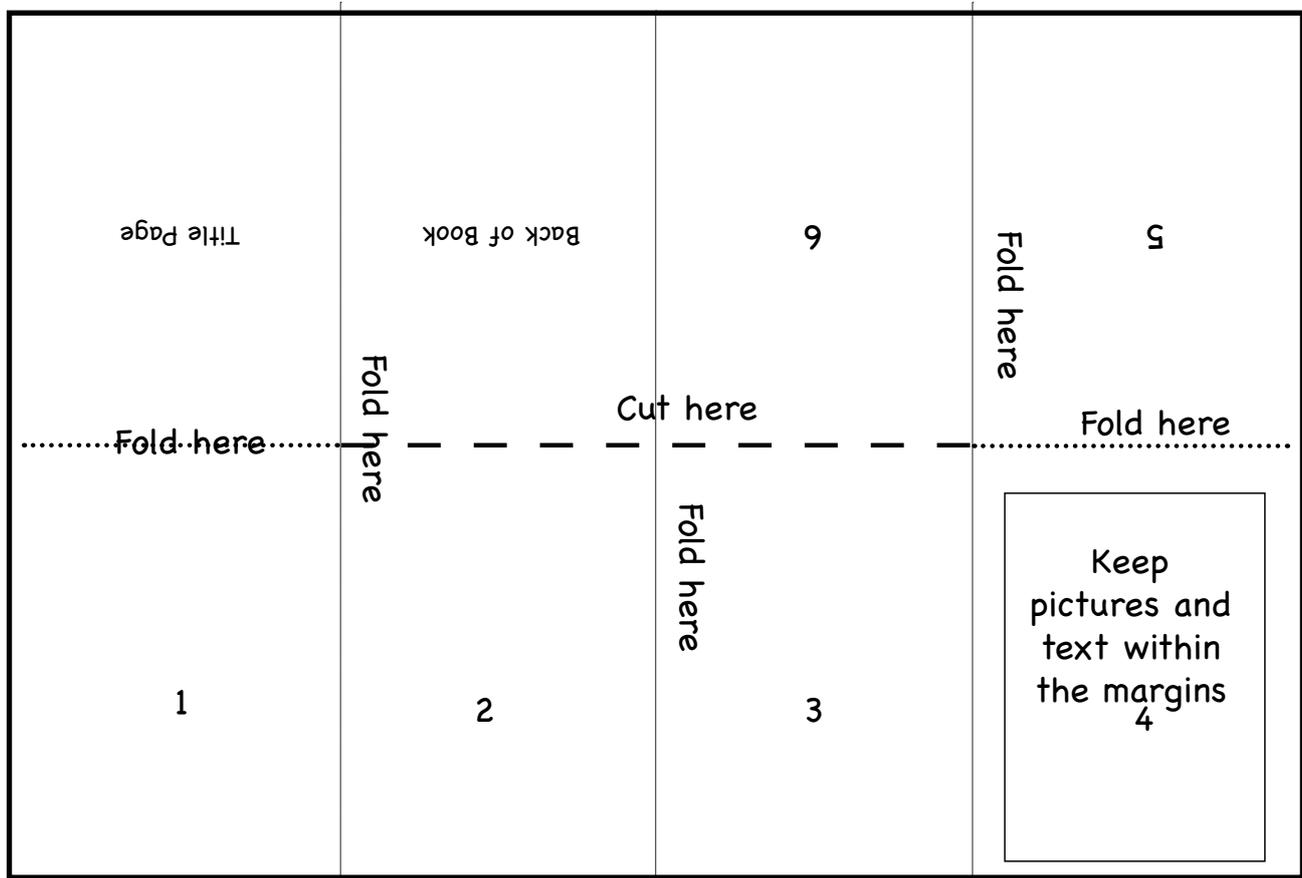 Title Page
Back of Book
6
5
Fold here
Fold here
Cut here
Fold here
Fold here
Fold here
Keep
pictures and
text within
the margins
1
2
3
4